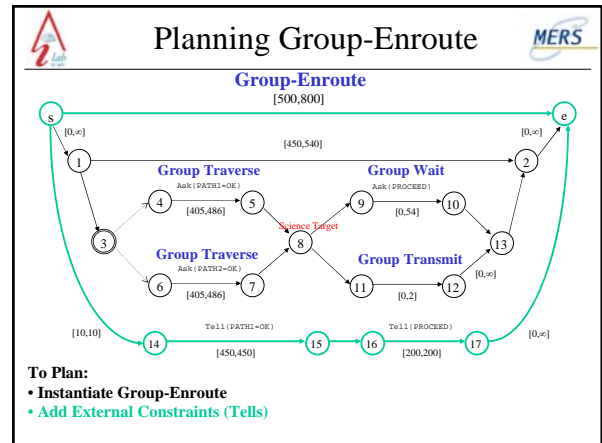 Planning Group-Enroute
MERS
Lab
Group-Enroute
[500,800]
s
e
[0,∞]
[0,∞]
[450,540]
1
2
Group Traverse
Group Wait
Ask(PATH1=OK)
Ask(PROCEED)
4
5
9
10
[405,486]
[0,54]
Science Target
3
8
13
Group Traverse
Group Transmit
Ask(PATH2=OK)
[0,∞]
6
7
11
12
[405,486]
[0,2]
[10,10]
Tell(PATH1=OK)
Tell(PROCEED)
[0,∞]
14
15
16
17
[450,450]
[200,200]
To Plan:
• Instantiate Group-Enroute
• Add External Constraints (Tells)